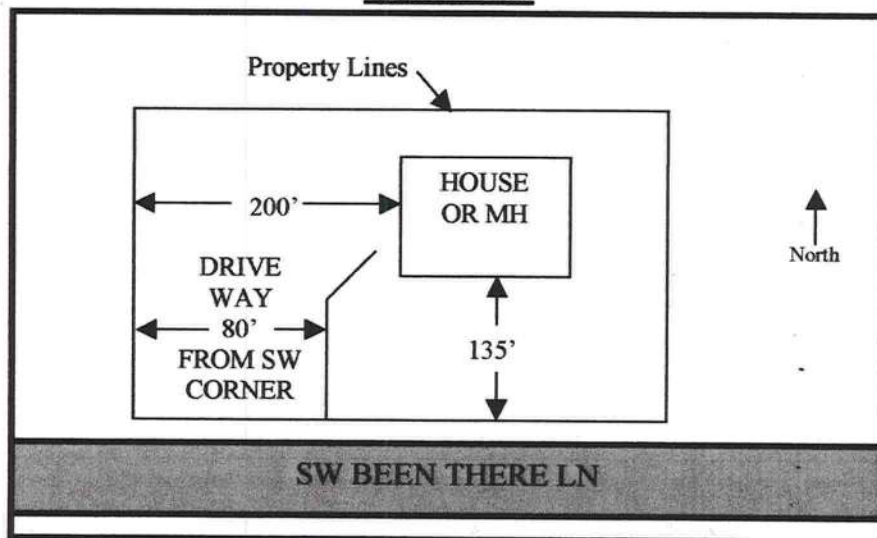 Property Lines
HOUSE
OR MH
200'
North
DRIVE
WAY
80'
FROM SW
CORNER
135'
SW BEEN THERE LN